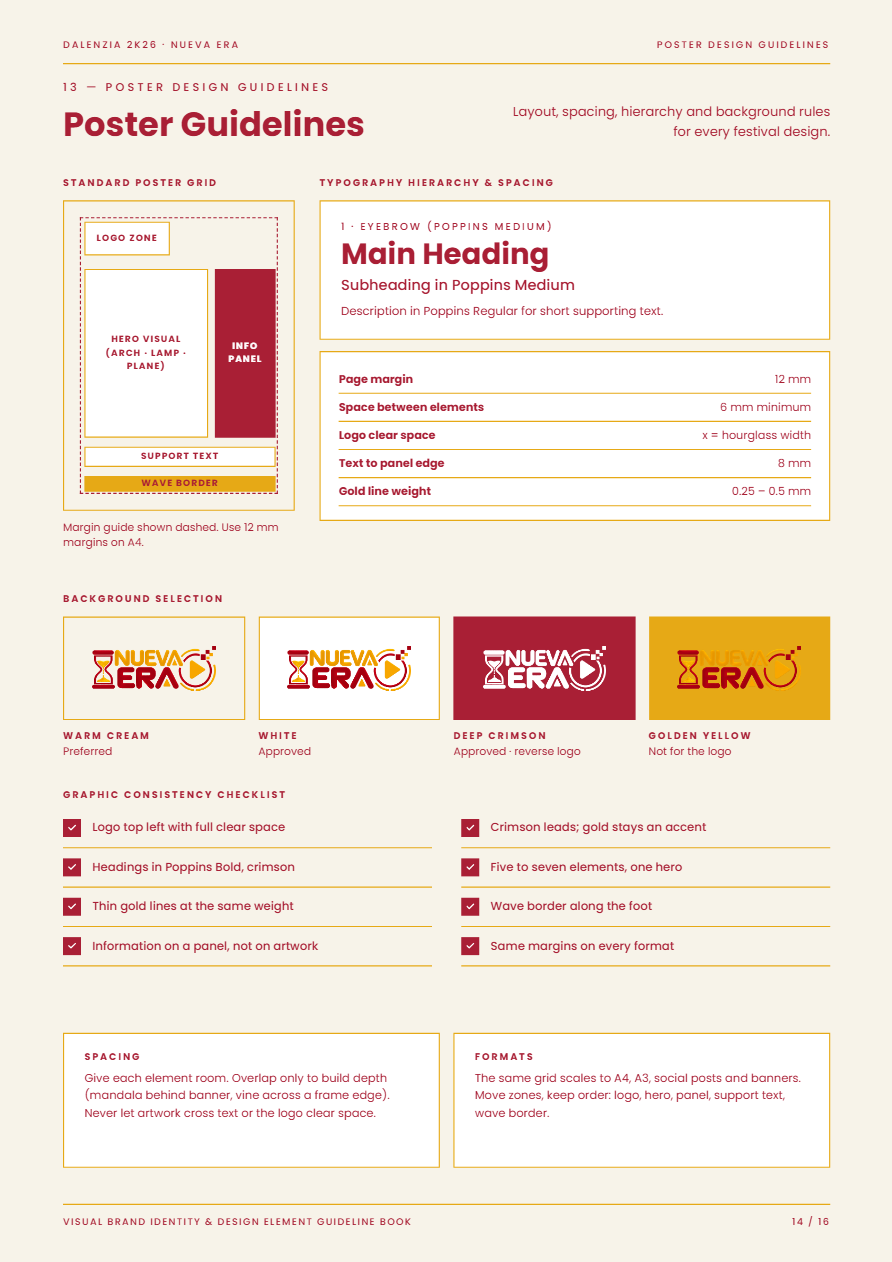 DALENZIA 2K26 · NUEVA ERA
POSTER DESIGN GUIDELINES
13 — POSTER DESIGN GUIDELINES
Poster Guidelines
Layout, spacing, hierarchy and background rules
for every festival design.
STANDARD POSTER GRID
LOGO ZONE
HERO VISUAL
(ARCH · LAMP ·
PLANE)
INFO
PANEL
SUPPORT TEXT
WAVE BORDER
Margin guide shown dashed. Use 12 mm
margins on A4.
TYPOGRAPHY HIERARCHY & SPACING
1 · EYEBROW (POPPINS MEDIUM)
Main Heading
Subheading in Poppins Medium
Description in Poppins Regular for short supporting text.
Page margin 12 mm
Space between elements 6 mm minimum
Logo clear space x = hourglass width
Text to panel edge 8 mm
Gold line weight 0.25 – 0.5 mm
BACKGROUND SELECTION
NUEVA
ERA
WARM CREAM
Preferred
NUEVA
ERA
WHITE
Approved
NUEVA
ERA
DEEP CRIMSON
Approved · reverse logo
NUEVA
ERA
GOLDEN YELLOW
Not for the logo
GRAPHIC CONSISTENCY CHECKLIST
Logo top left with full clear space
Crimson leads; gold stays an accent
Headings in Poppins Bold, crimson
Five to seven elements, one hero
Thin gold lines at the same weight
Wave border along the foot
Information on a panel, not on artwork
Same margins on every format
SPACING
Give each element room. Overlap only to build depth
(mandala behind banner, vine across a frame edge).
Never let artwork cross text or the logo clear space.
FORMATS
The same grid scales to A4, A3, social posts and banners.
Move zones, keep order: logo, hero, panel, support text,
wave border.
VISUAL BRAND IDENTITY & DESIGN ELEMENT GUIDELINE BOOK
14 / 16